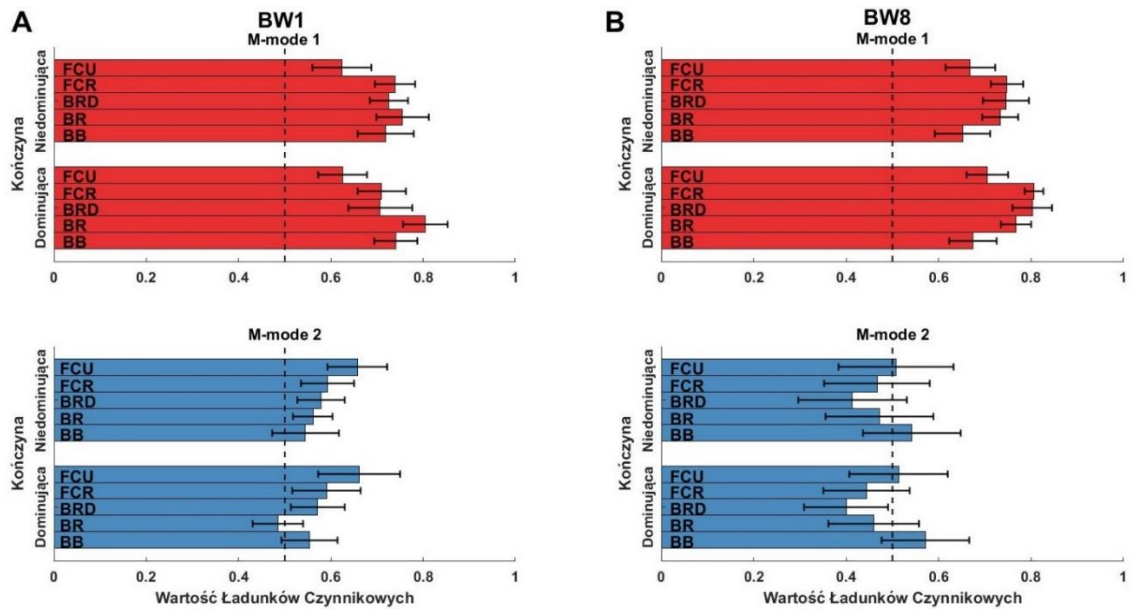 A
BW1
M-mode 1
Kończyna
Niedominująca
FCU
FCR
BRD
BR
BB
Dominująca
FCU
FCR
BRD
BR
BB
0 0.2 0.4 0.6 0.8 1
M-mode 2
Kończyna
Niedominująca
FCU
FCR
BRD
BR
BB
Dominująca
FCU
FCR
BRD
BR
BB
0 0.2 0.4 0.6 0.8 1
Wartość Ładunków Czynnikowych
B
BW8
M-mode 1
Kończyna
Niedominująca
FCU
FCR
BRD
BR
BB
Dominująca
FCU
FCR
BRD
BR
BB
0 0.2 0.4 0.6 0.8 1
M-mode 2
Kończyna
Niedominująca
FCU
FCR
BRD
BR
BB
Dominująca
FCU
FCR
BRD
BR
BB
0 0.2 0.4 0.6 0.8 1
Wartość Ładunków Czynnikowych